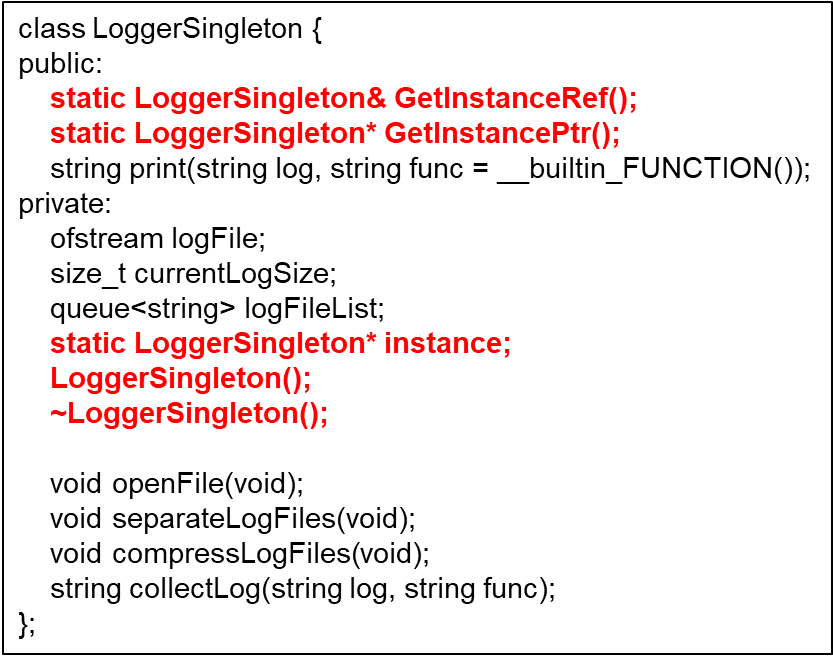 class LoggerSingleton {
public:
static LoggerSingleton& GetInstanceRef();
static LoggerSingleton* GetInstancePtr();
string print(string log, string func = __builtin_FUNCTION());
private:
ofstream logFile;
size_t currentLogSize;
queue<string> logFileList;
static LoggerSingleton* instance;
LoggerSingleton();
~LoggerSingleton();
void openFile(void);
void separateLogFiles(void);
void compressLogFiles(void);
string collectLog(string log, string func);
};